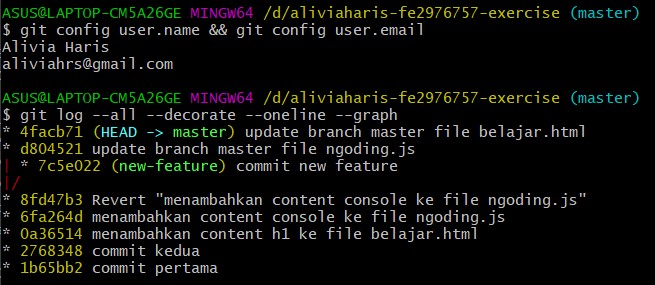 ASUS@LAPTOP-CM5A26GE MINGW64 /d/aliviaharis-fe2976757-exercise (master)
$ git config user.name && git config user.email
Alivia Haris
aliviahrs@gmail.com

ASUS@LAPTOP-CM5A26GE MINGW64 /d/aliviaharis-fe2976757-exercise (master)
$ git log --all --decorate --oneline --graph
* 4facb71 (HEAD -> master) update branch master file belajar.html
* d804521 update branch master file ngoding.js
| * 7c5e022 (new-feature) commit new feature
|/
* 8fd47b3 Revert "menambahkan content console ke file ngoding.js"
* 6fa264d menambahkan content console ke file ngoding.js
* 0a36514 menambahkan content h1 ke file belajar.html
* 2768348 commit kedua
* 1b65bb2 commit pertama